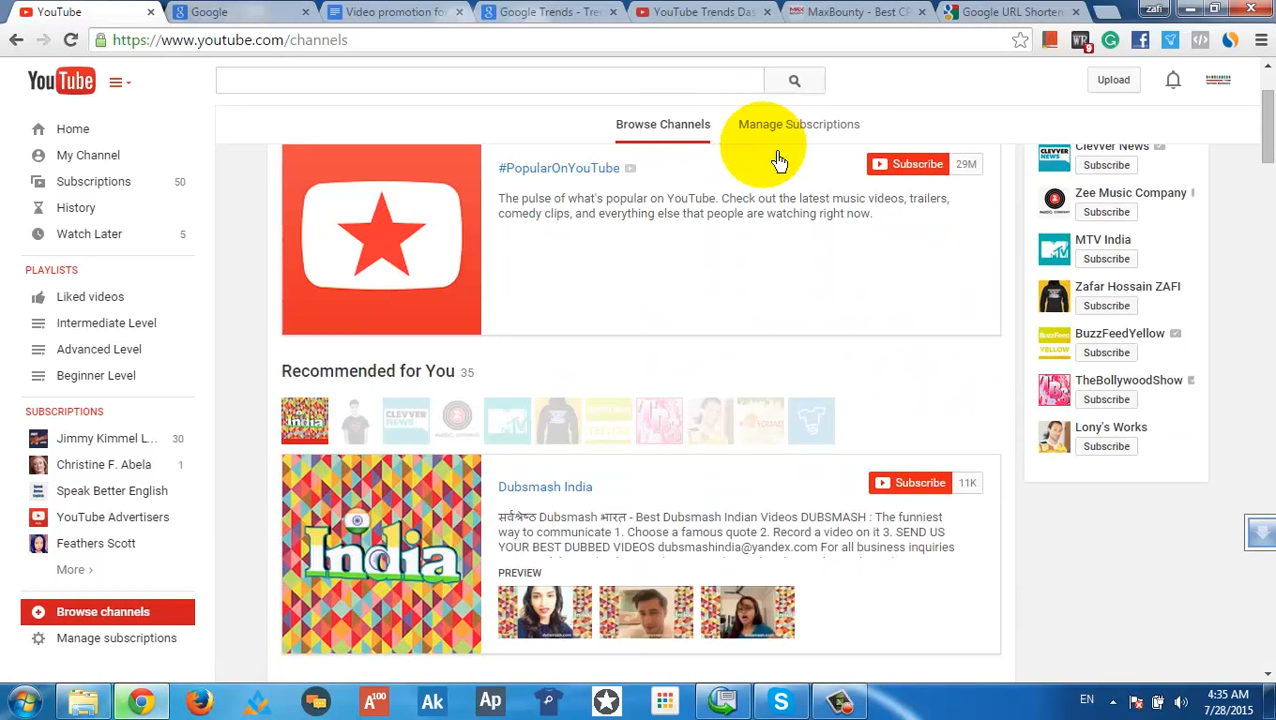 YouTube
Google
Video promotion for
Google Trends - Tre
YouTube Trends Das
MaxBounty - Best CP
Google URL Shorten
Zafi
https://www.youtube.com/channels
WR
9
YouTube
Upload
Browse Channels
Manage Subscriptions
Home
My Channel
Subscriptions 50
History
Watch Later 5
PLAYLISTS
Liked videos
Intermediate Level
Advanced Level
Beginner Level
SUBSCRIPTIONS
Jimmy Kimmel L... 30
Christine F. Abela 1
Speak Better English
YouTube Advertisers
Feathers Scott
More ›
Browse channels
Manage subscriptions
#PopularOnYouTube
Subscribe 29M
The pulse of what's popular on YouTube. Check out the latest music videos, trailers,
comedy clips, and everything else that people are watching right now.
Recommended for You 35
Dubsmash India
Subscribe 11K
सर्वश्रेष्ठ Dubsmash भारत - Best Dubsmash Indian Videos DUBSMASH : The funniest
way to communicate 1. Choose a famous quote 2. Record a video on it 3. SEND US
YOUR BEST DUBBED VIDEOS dubsmashindia@yandex.com For all business inquiries
PREVIEW
India
Clevver News
Subscribe
Zee Music Company
Subscribe
MTV India
Subscribe
Zafar Hossain ZAFI
Subscribe
BuzzFeedYellow
Subscribe
TheBollywoodShow
Subscribe
Lony's Works
Subscribe
A100
Ak
Ap
EN
4:35 AM
7/28/2015